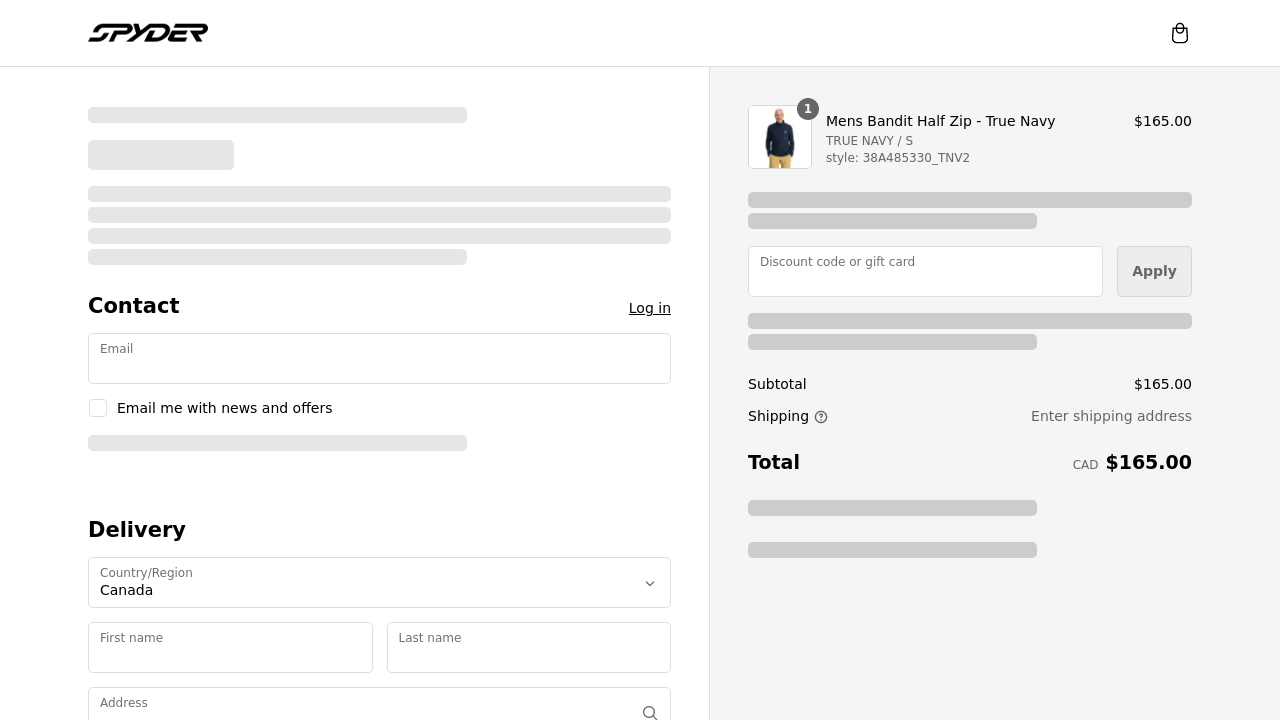 SPYDER
1
Mens Bandit Half Zip - True Navy
$165.00
TRUE NAVY / S
style: 38A485330_TNV2
Discount code or gift card
Apply
Subtotal
$165.00
Shipping
Enter shipping address
Total
CAD $165.00
Contact
Log in
Email
Email me with news and offers
Delivery
Country/Region
Canada
First name
Last name
Address